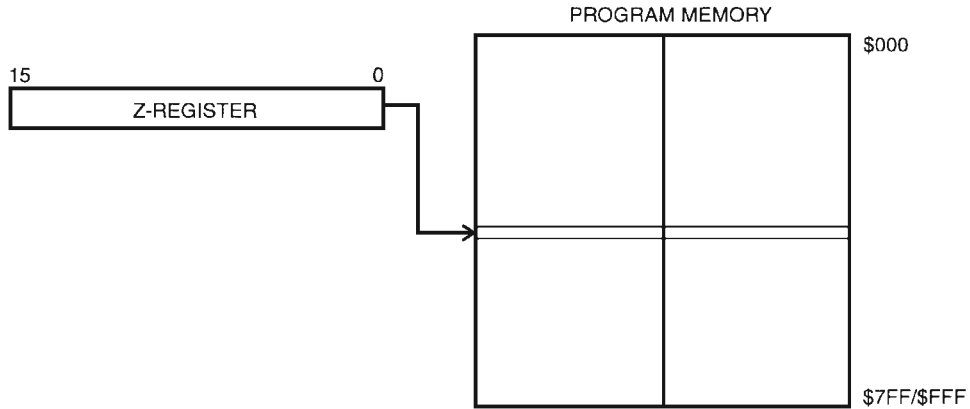 PROGRAM MEMORY
$000
15 0
Z-REGISTER
$7FF/$FFF